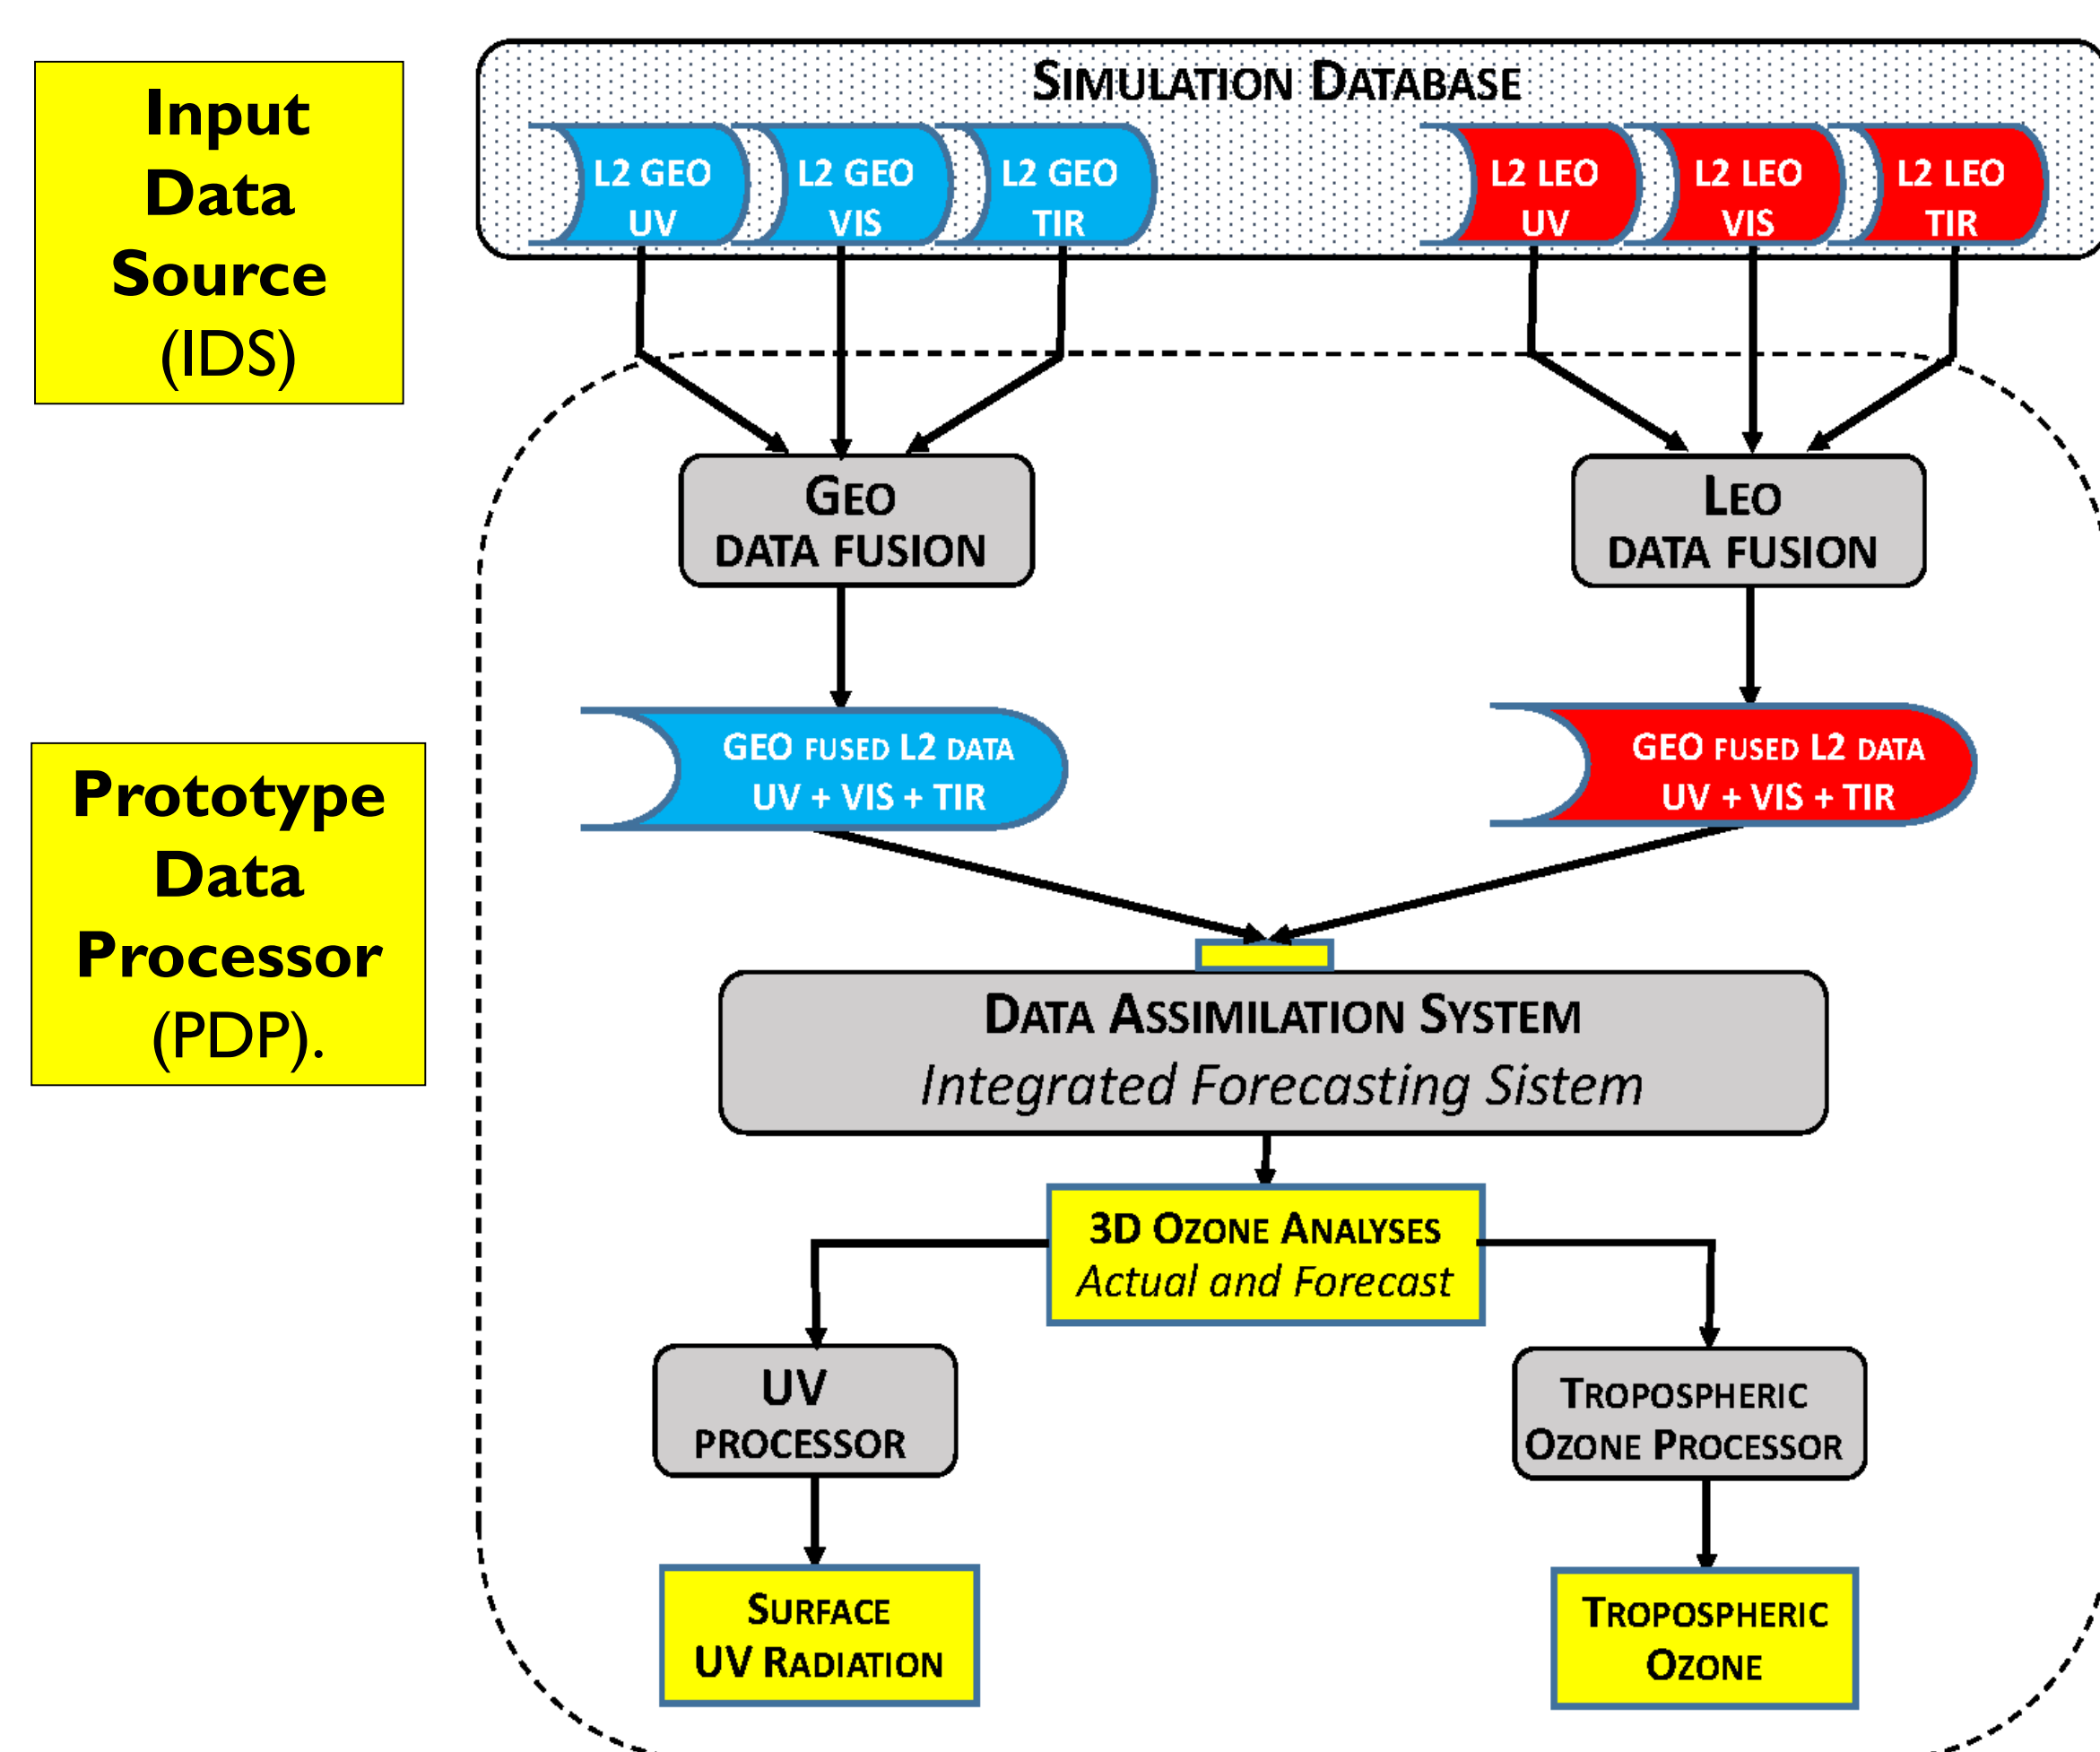 Input
Data
Source
(IDS)
SIMULATION DATABASE
L2 GEO
UV
L2 GEO
VIS
L2 GEO
TIR
L2 LEO
UV
L2 LEO
VIS
L2 LEO
TIR
GEO
DATA FUSION
LEO
DATA FUSION
Prototype
Data
Processor
(PDP).
GEO FUSED L2 DATA
UV + VIS + TIR
GEO FUSED L2 DATA
UV + VIS + TIR
DATA ASSIMILATION SYSTEM
Integrated Forecasting Sistem
3D OZONE ANALYSES
Actual and Forecast
UV
PROCESSOR
TROPOSPHERIC
OZONE PROCESSOR
SURFACE
UV RADIATION
TROPOSPHERIC
OZONE